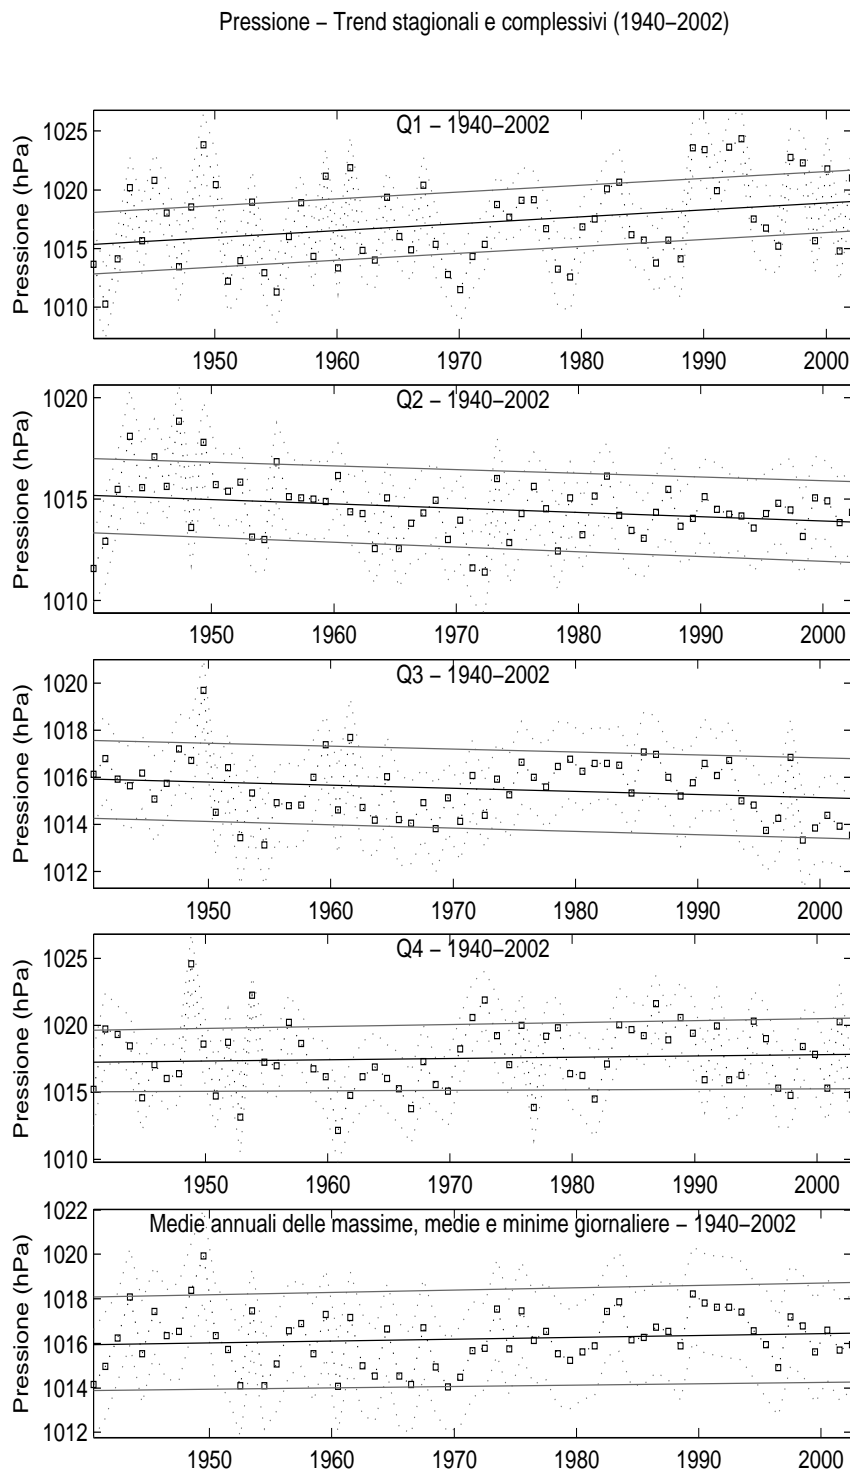 Pressione − Trend stagionali e complessivi (1940−2002)
Q1 − 1940−2002
Pressione (hPa)
1025
1020
1015
1010
1950 1960 1970 1980 1990 2000
Q2 − 1940−2002
Pressione (hPa)
1020
1015
1010
1950 1960 1970 1980 1990 2000
Q3 − 1940−2002
Pressione (hPa)
1020
1018
1016
1014
1012
1950 1960 1970 1980 1990 2000
Q4 − 1940−2002
Pressione (hPa)
1025
1020
1015
1010
1950 1960 1970 1980 1990 2000
Medie annuali delle massime, medie e minime giornaliere − 1940−2002
Pressione (hPa)
1022
1020
1018
1016
1014
1012
1950 1960 1970 1980 1990 2000